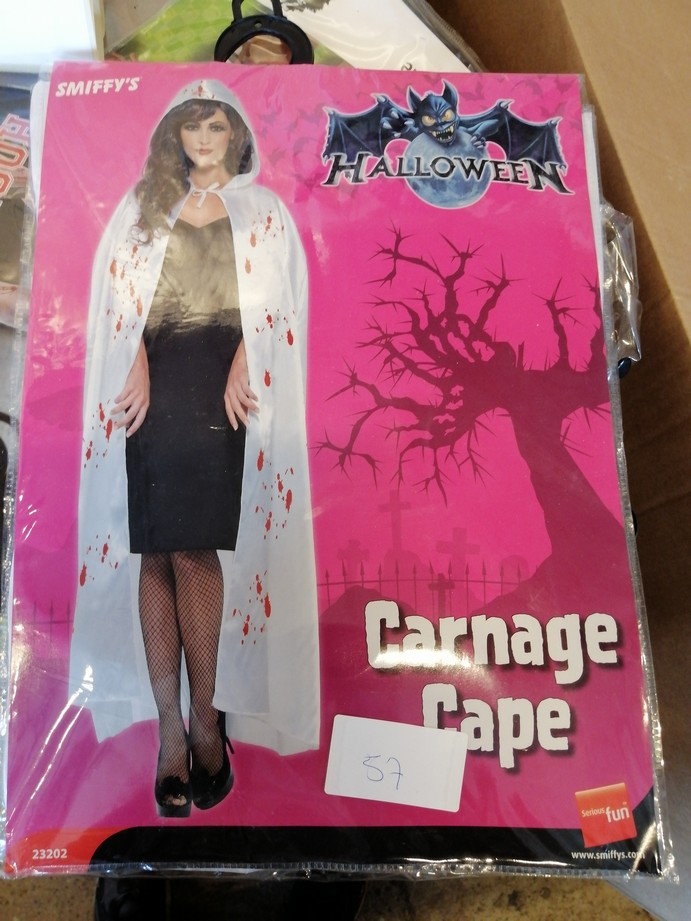 SMIFFY'S
HALLOWEEN
Carnage
Cape
57
Serious
fun
23202
www.smiffys.com